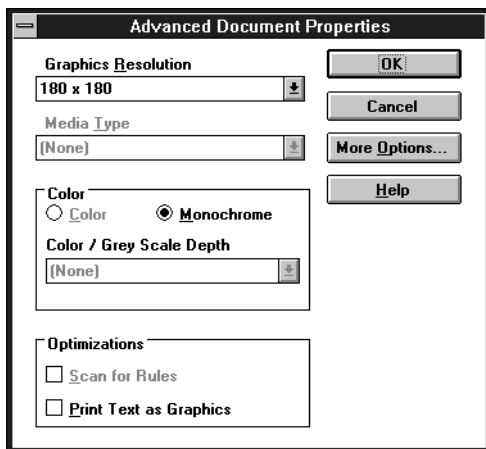 Advanced Document Properties
Graphics Resolution
180 x 180
Media Type
(None)
Color
Color
Monochrome
Color / Grey Scale Depth
(None)
Optimizations
Scan for Rules
Print Text as Graphics
OK
Cancel
More Options...
Help